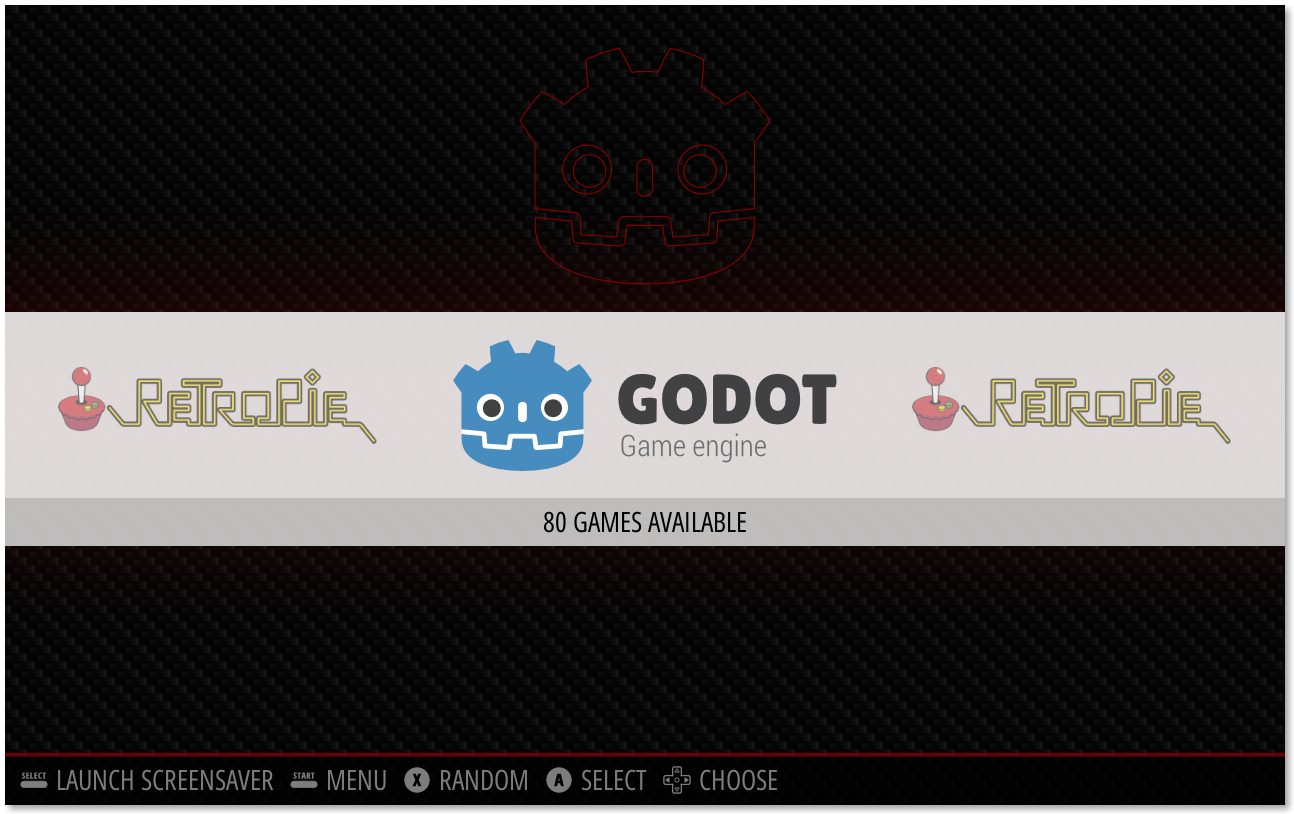 RetroPie
GODOT
Game engine
RetroPie
80 GAMES AVAILABLE
SELECT LAUNCH SCREENSAVER START MENU X RANDOM A SELECT CHOOSE